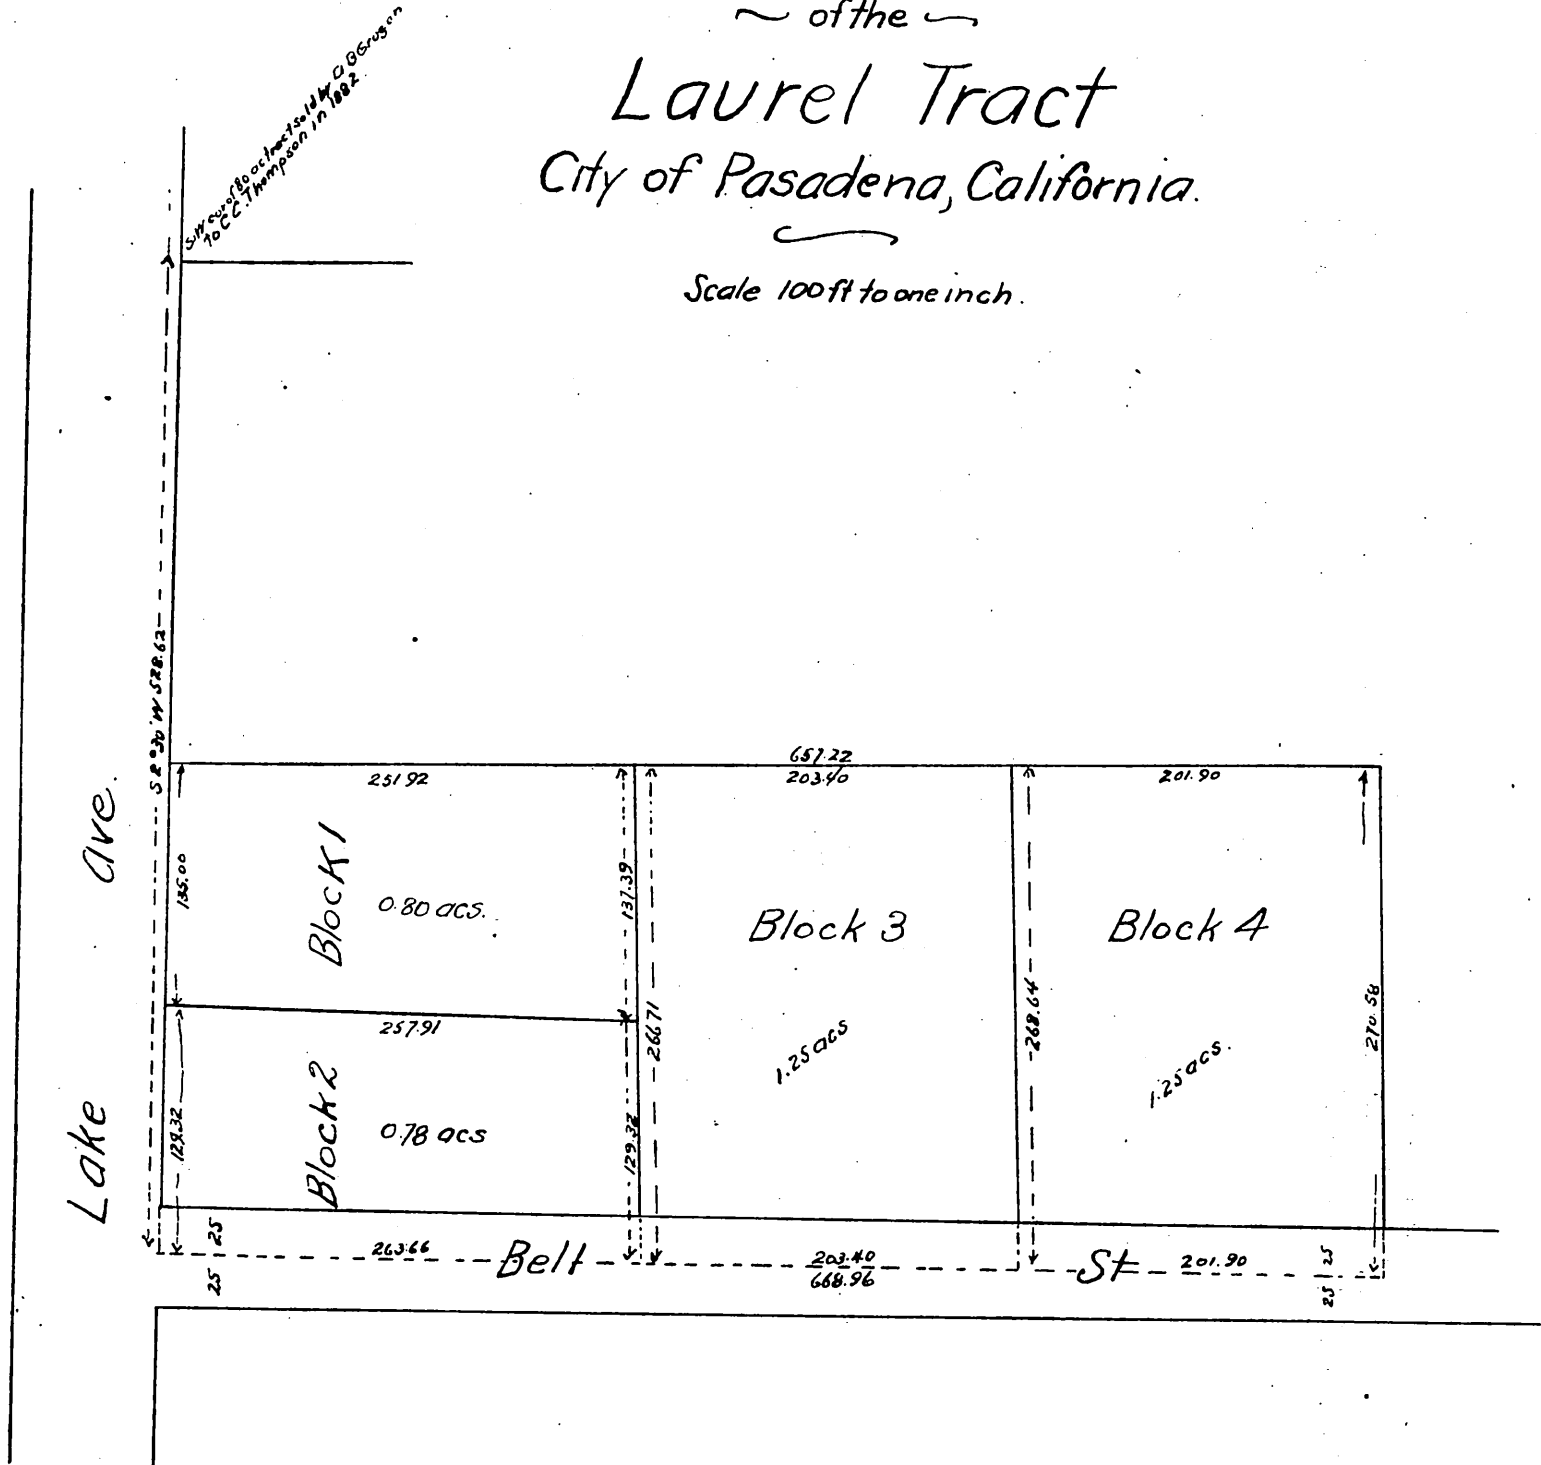 of the
Laurel Tract
City of Pasadena, California.
Scale 100 ft to one inch.
S.W. cor of 80 ac tract sold by A B Grogan
to C C. Thompson in 1882.
S 2° 30' W 528.62
657.22
251.92
203.40
201.90
135.00
Block 1
0.80 acs.
137.39
Block 3
1.25 acs
266.71
268.64
Block 4
1.25 acs.
270.58
257.91
129.32
Block 2
0.78 acs
129.32
Lake Ave.
25
25
263.66
Belt St
203.40
668.96
201.90
25
25